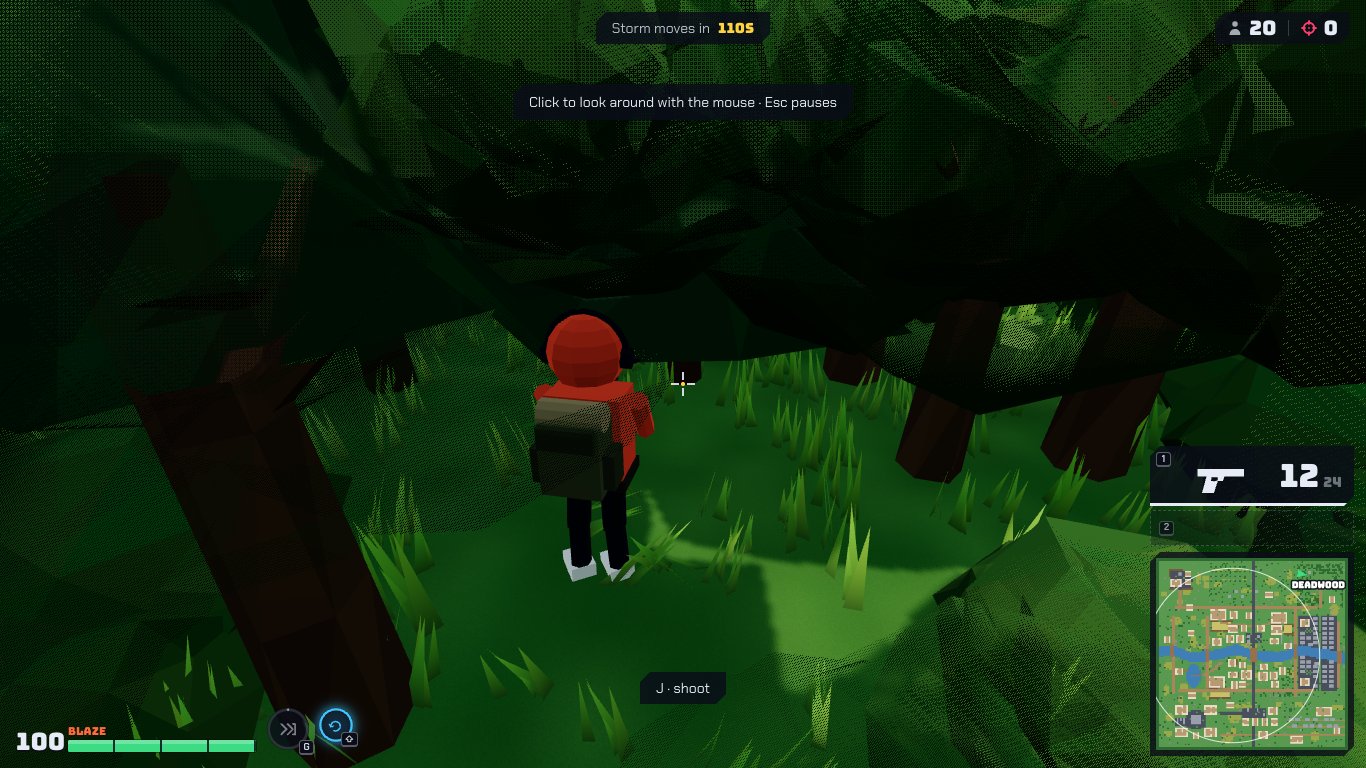 Storm moves in 110S
20
0
Click to look around with the mouse · Esc pauses
1
12 24
2
DEADWOOD
J · shoot
100 BLAZE
G